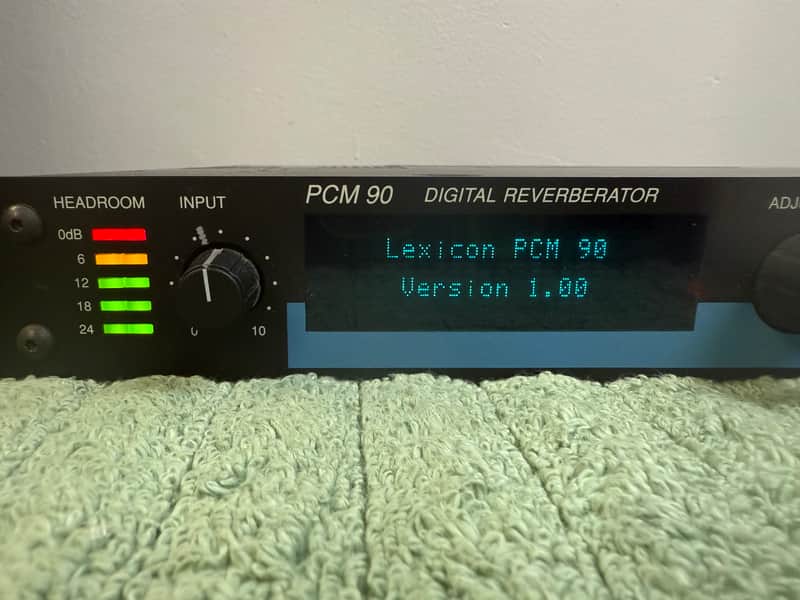 HEADROOM
0dB
6
12
18
24
INPUT
0 10
PCM 90 DIGITAL REVERBERATOR
Lexicon PCM 90
Version 1.00